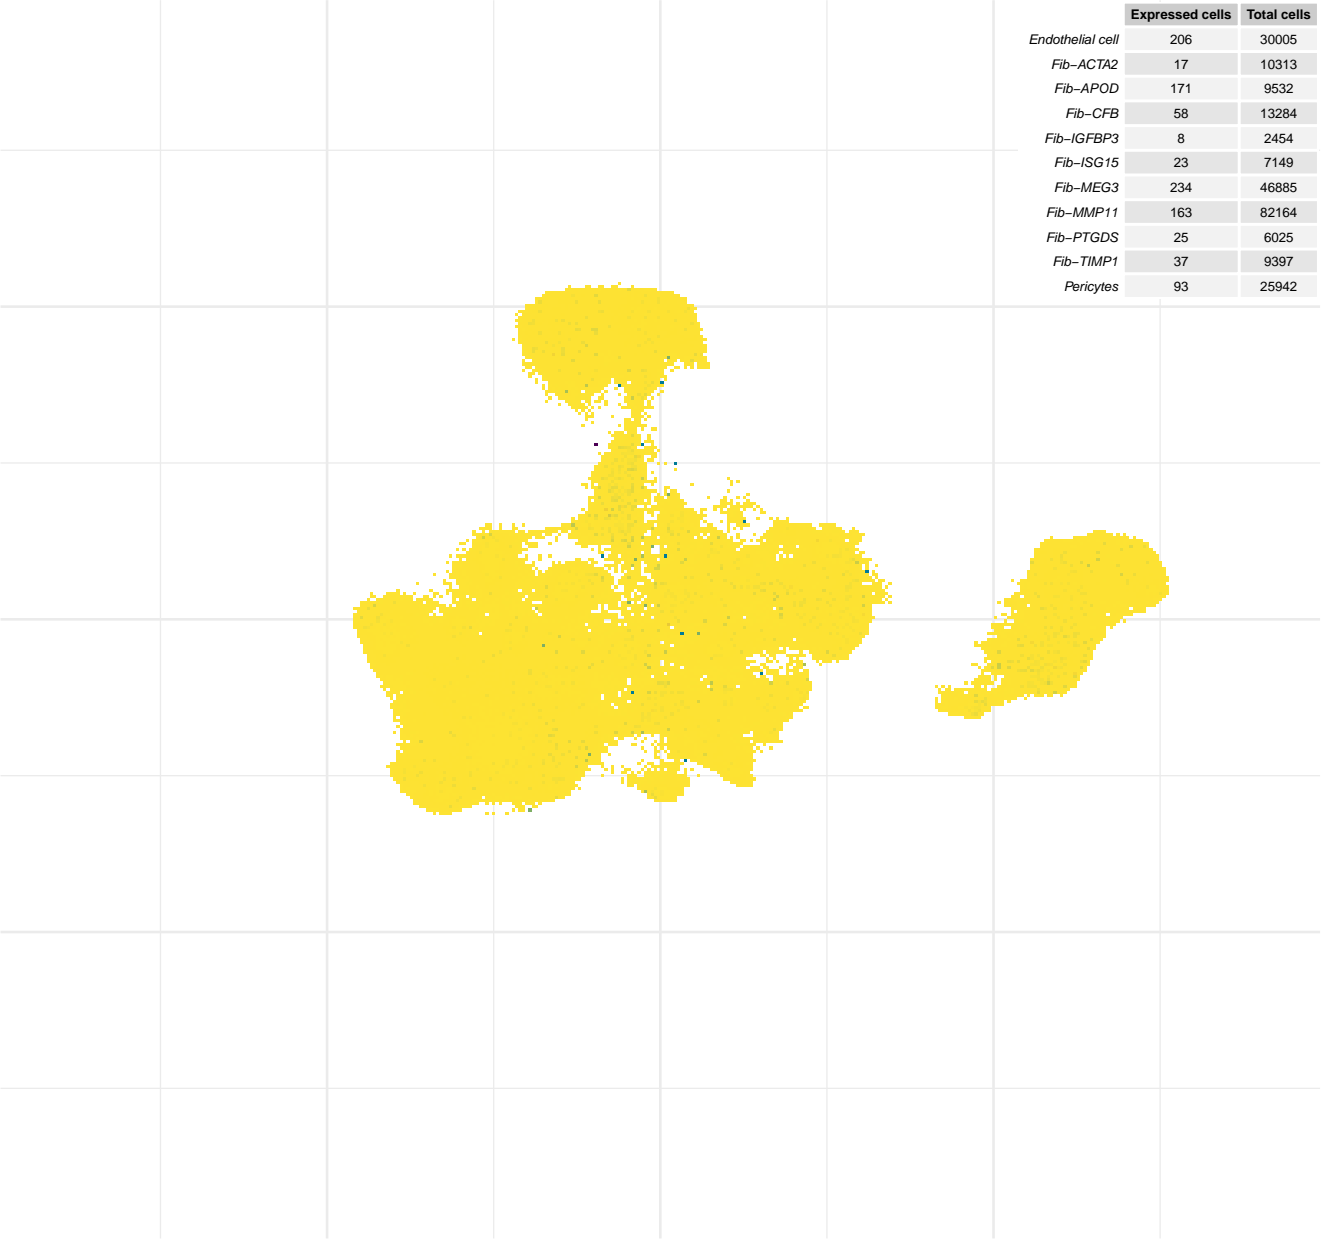 Expressed cells Total cells
Endothelial cell 206 30005
Fib−ACTA2 17 10313
Fib−APOD 171 9532
Fib−CFB 58 13284
Fib−IGFBP3 8 2454
Fib−ISG15 23 7149
Fib−MEG3 234 46885
Fib−MMP11 163 82164
Fib−PTGDS 25 6025
Fib−TIMP1 37 9397
Pericytes 93 25942